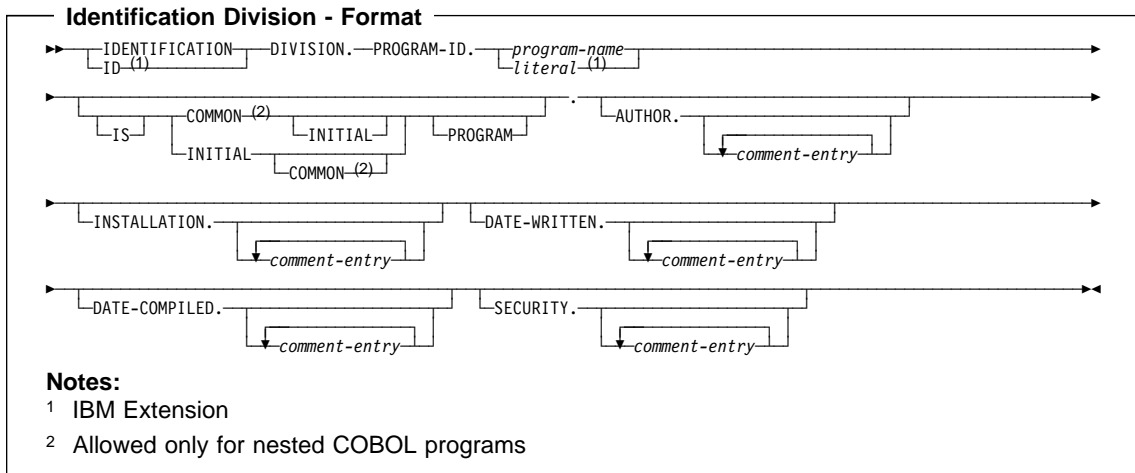 Identification Division - Format
IDENTIFICATION DIVISION. PROGRAM-ID. program-name
ID (1) literal (1)
.
COMMON (2) AUTHOR.
IS INITIAL PROGRAM
INITIAL comment-entry
COMMON (2)
INSTALLATION. DATE-WRITTEN.
comment-entry comment-entry
DATE-COMPILED. SECURITY.
comment-entry comment-entry
Notes:
1 IBM Extension
2 Allowed only for nested COBOL programs